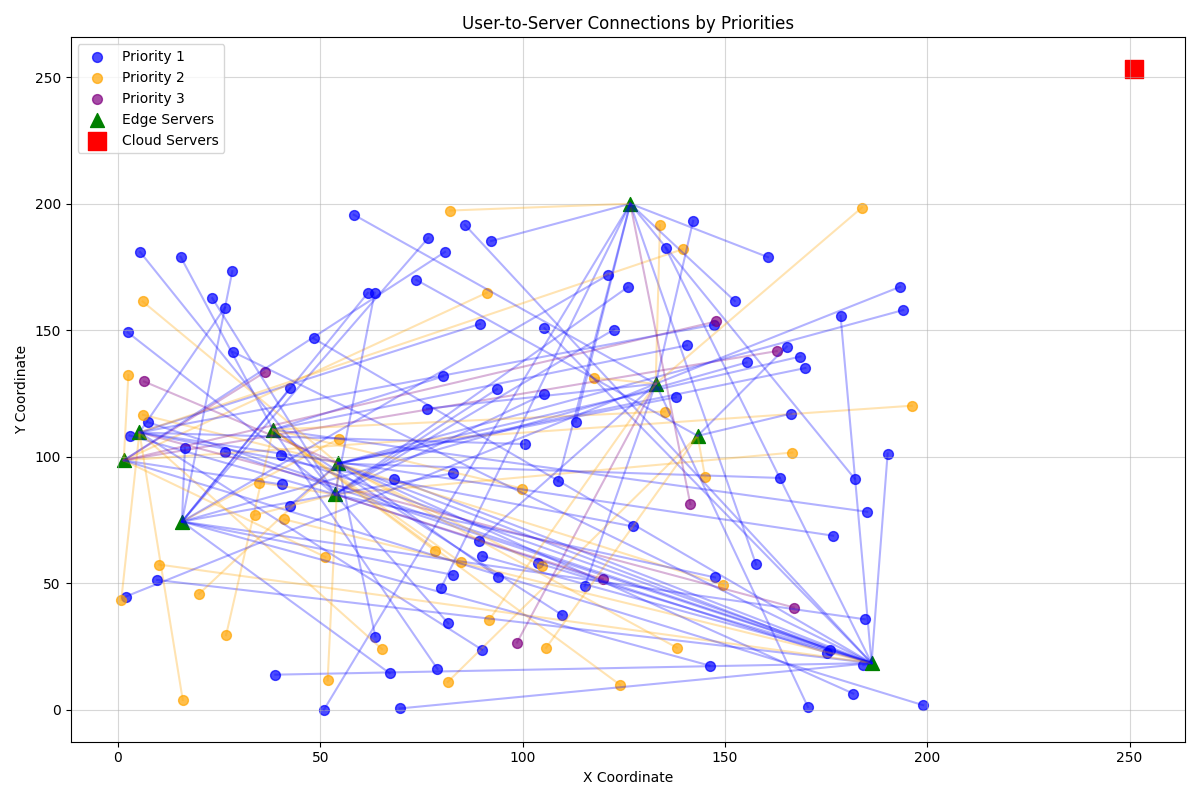 User-to-Server Connections by Priorities
Priority 1
Priority 2
Priority 3
Edge Servers
Cloud Servers
250
200
150
100
50
0
Y Coordinate
0
50
100
150
200
250
X Coordinate